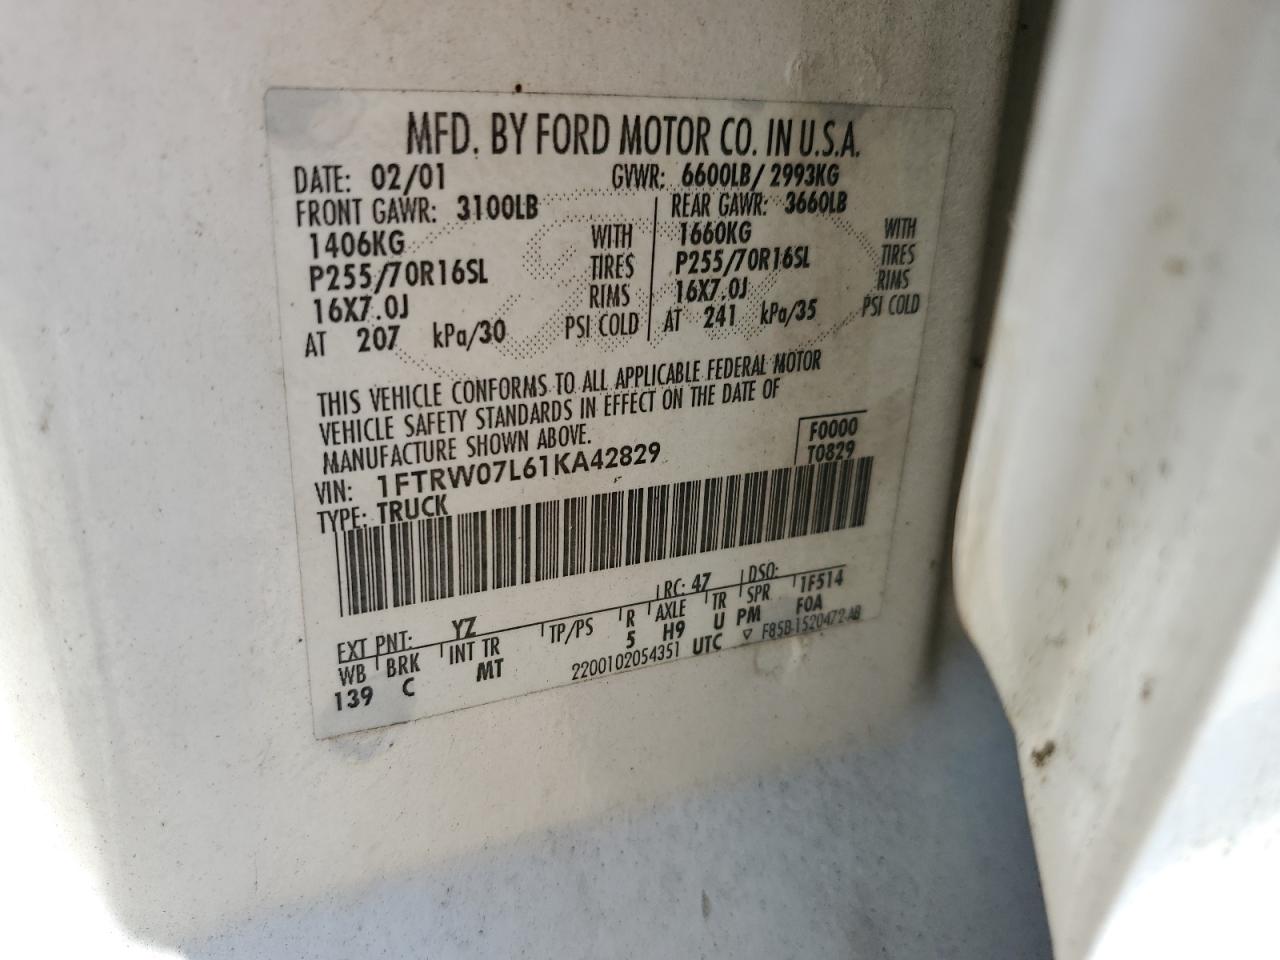 MFD. BY FORD MOTOR CO. IN U.S.A.
DATE: 02/01 GVWR: 6600LB/ 2993KG
FRONT GAWR: 3100LB REAR GAWR: 3660LB
1406KG WITH 1660KG WITH
P255/70R16SL TIRES P255/70R16SL TIRES
16X7.0J RIMS 16X7.0J RIMS
AT 207 kPa/30 PSI COLD AT 241 kPa/35 PSI COLD
THIS VEHICLE CONFORMS TO ALL APPLICABLE FEDERAL MOTOR
VEHICLE SAFETY STANDARDS IN EFFECT ON THE DATE OF
MANUFACTURE SHOWN ABOVE.
F0000
VIN: 1FTRW07L61KA42829 T0829
TYPE: TRUCK
EXT PNT: YZ RC: 47 DSO:
WB BRK INT TR TP/PS R AXLE TR SPR 1F514
139 C MT 5 H9 U PM FOA
2200102054351 UTC ▽ F85B-1520472-AB